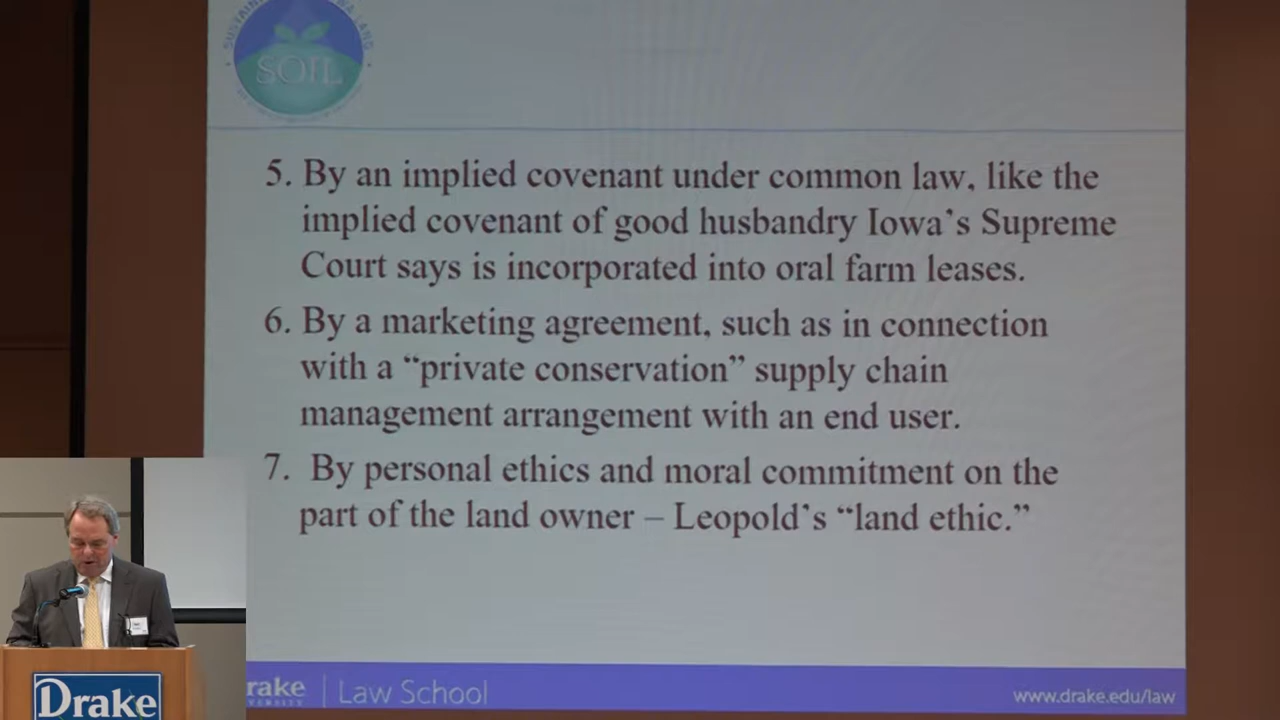 SOIL
5. By an implied covenant under common law, like the
implied covenant of good husbandry Iowa's Supreme
Court says is incorporated into oral farm leases.
6. By a marketing agreement, such as in connection
with a “private conservation” supply chain
management arrangement with an end user.
7. By personal ethics and moral commitment on the
part of the land owner – Leopold's “land ethic.”
rake
Law School
www.drake.edu/law
Drake